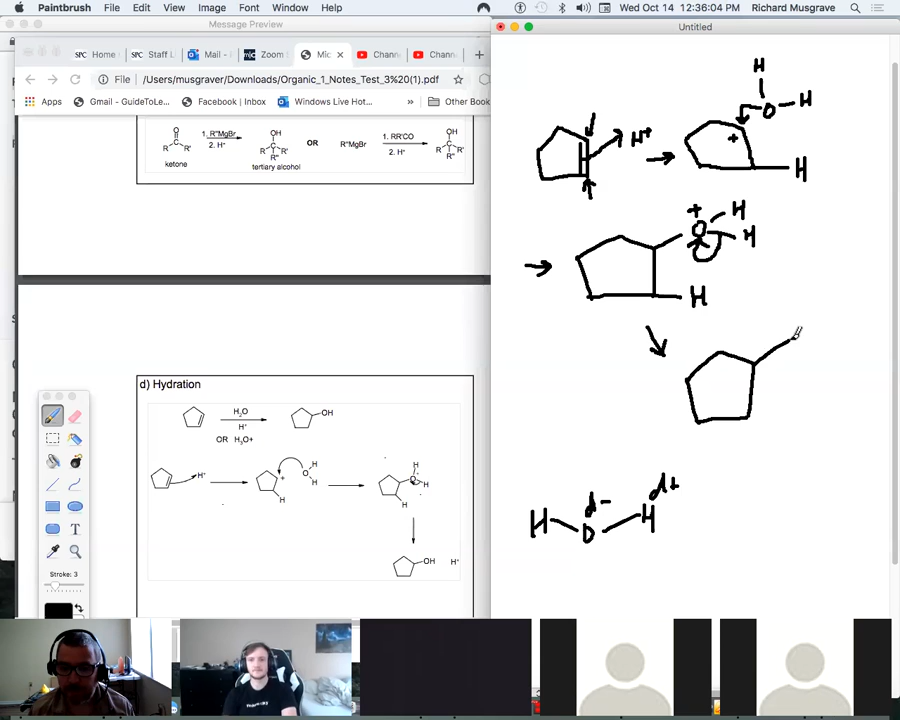 Paintbrush File Edit View Image Font Window Help
Wed Oct 14 12:36:04 PM Richard Musgrave
Message Preview
Untitled
SPC Home
SPC Staff L
Mail -
Zoom
Mic
Chann
Chann
File /Users/musgraver/Downloads/Organic_1_Notes_Test_3%20(1).pdf
Apps Gmail - GuideToLe... Facebook | Inbox Windows Live Hot... » Other Book
O
R C R'
ketone
1. R"MgBr
2. H+
OH
R C R'
R"
tertiary alcohol
OR
R"MgBr
1. RR'CO
2. H+
OH
R C R'
R"
d) Hydration
H2O
H+
OR H3O+
OH
H+
+
H
O
H
H
H
O
H
H
OH H+
Stroke: 3
H
O H
H+
+
H
+ H
O H
H
d- d+
H O H